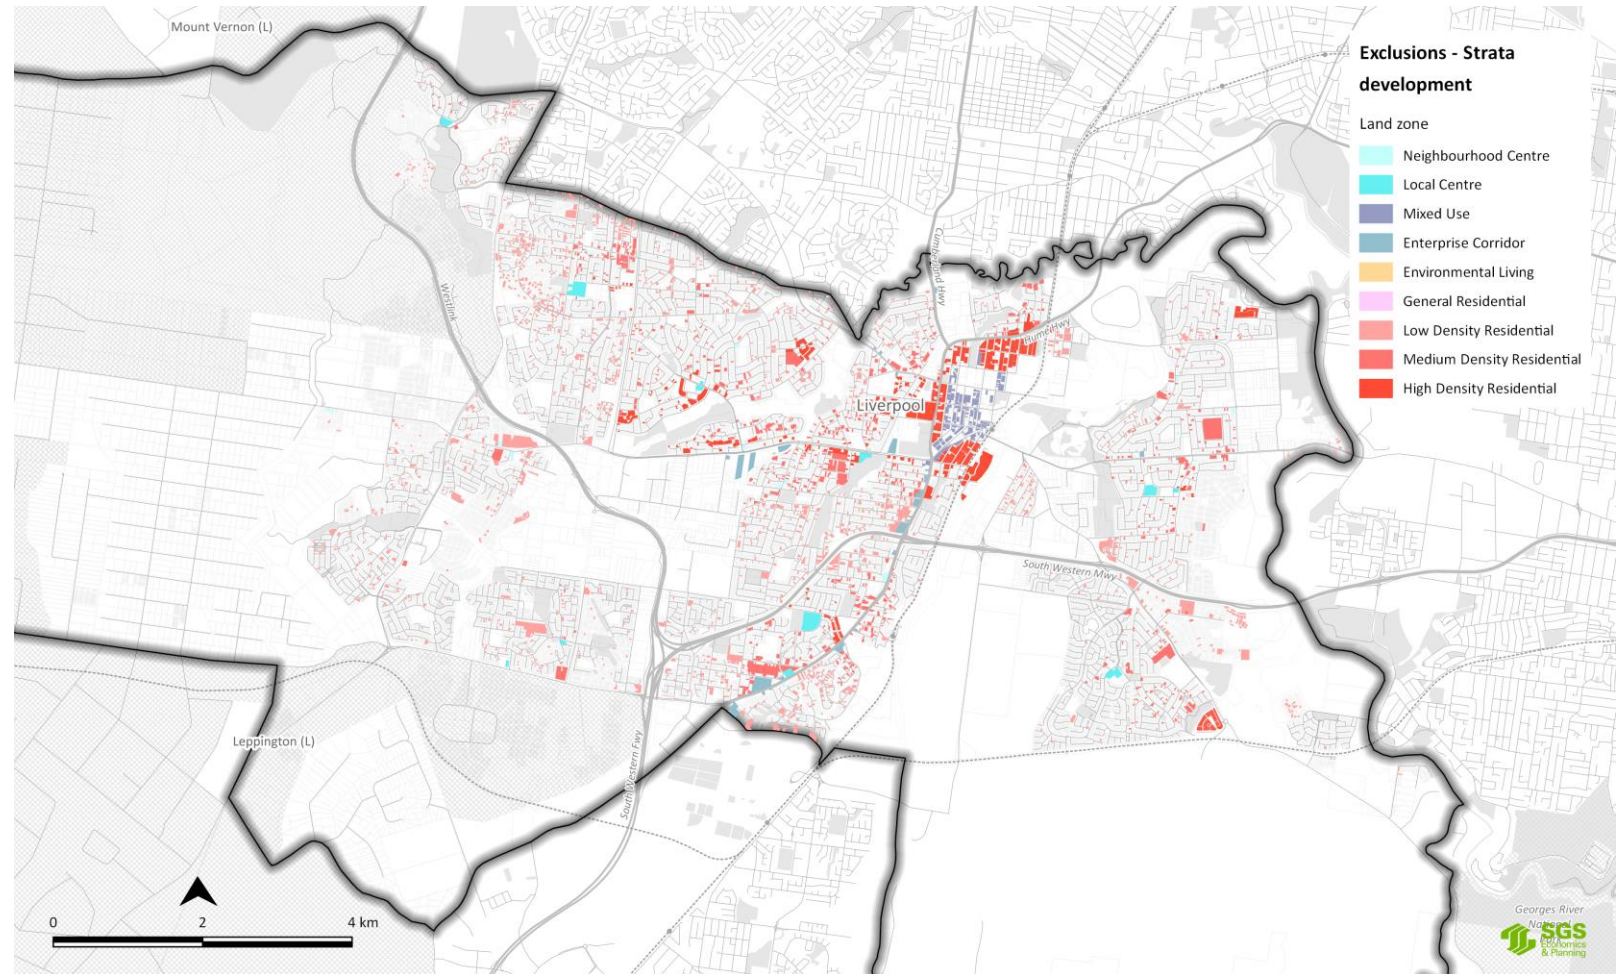 Mount Vernon (L)
Exclusions - Strata
development
Land zone
Neighbourhood Centre
Local Centre
Mixed Use
Enterprise Corridor
Environmental Living
General Residential
Low Density Residential
Medium Density Residential
High Density Residential
Cumberland Hwy
Westlink
Hume Hwy
Liverpool
South Western Mwy
Leppington (L)
South Western Fwy
0 2 4 km
Georges River
National
SGS
Economics
& Planning